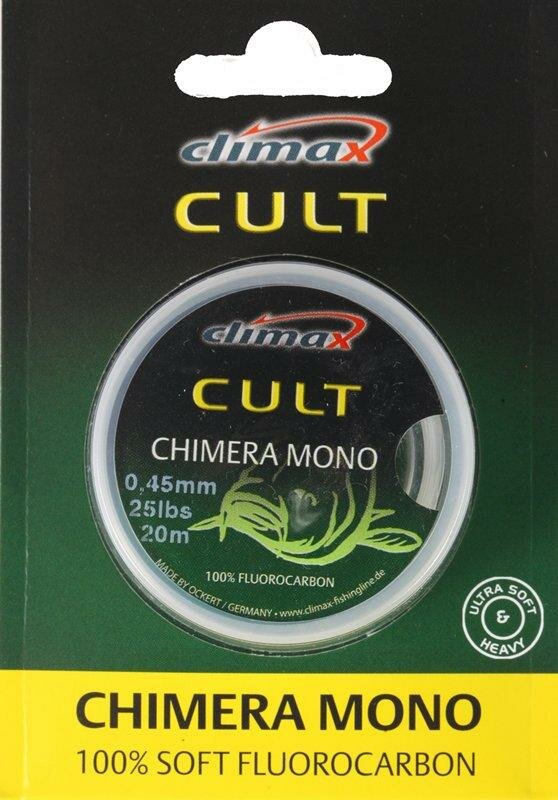 climax
CULT
climax
CULT
CHIMERA MONO
0,45mm
25lbs
20m
100% FLUOROCARBON
MADE BY OCKERT / GERMANY • www.climax-fishingline.de
ULTRA SOFT
&
HEAVY
CHIMERA MONO
100% SOFT FLUOROCARBON